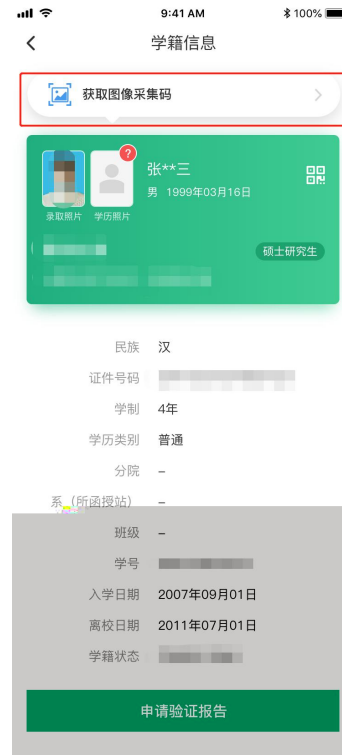 9:41 AM 100%
学籍信息
获取图像采集码
?
张**三
男 1999年03月16日
录取照片 学历照片
硕士研究生
民族 汉
证件号码
学制 4年
学历类别 普通
分院 –
系（所函授站） –
班级 –
学号
入学日期 2007年09月01日
离校日期 2011年07月01日
学籍状态
申请验证报告